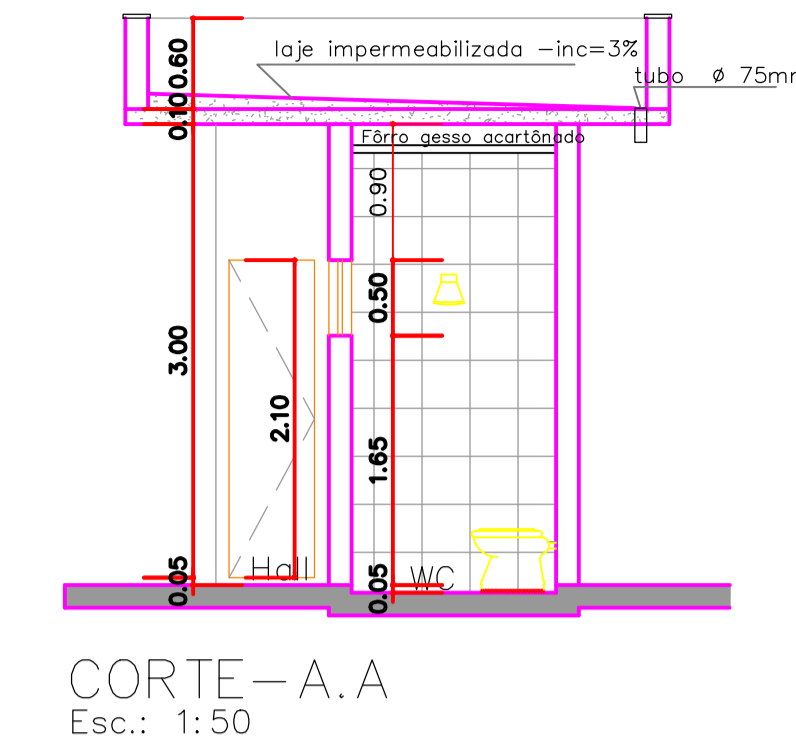 laje impermeabilizada -inc=3%
tubo ø 75mm
0.60
0.10
Fôrro gesso acartônado
0.90
0.50
3.00
2.10
1.65
0.05
Hall
0.05
WC
CORTE-A.A
Esc.: 1:50